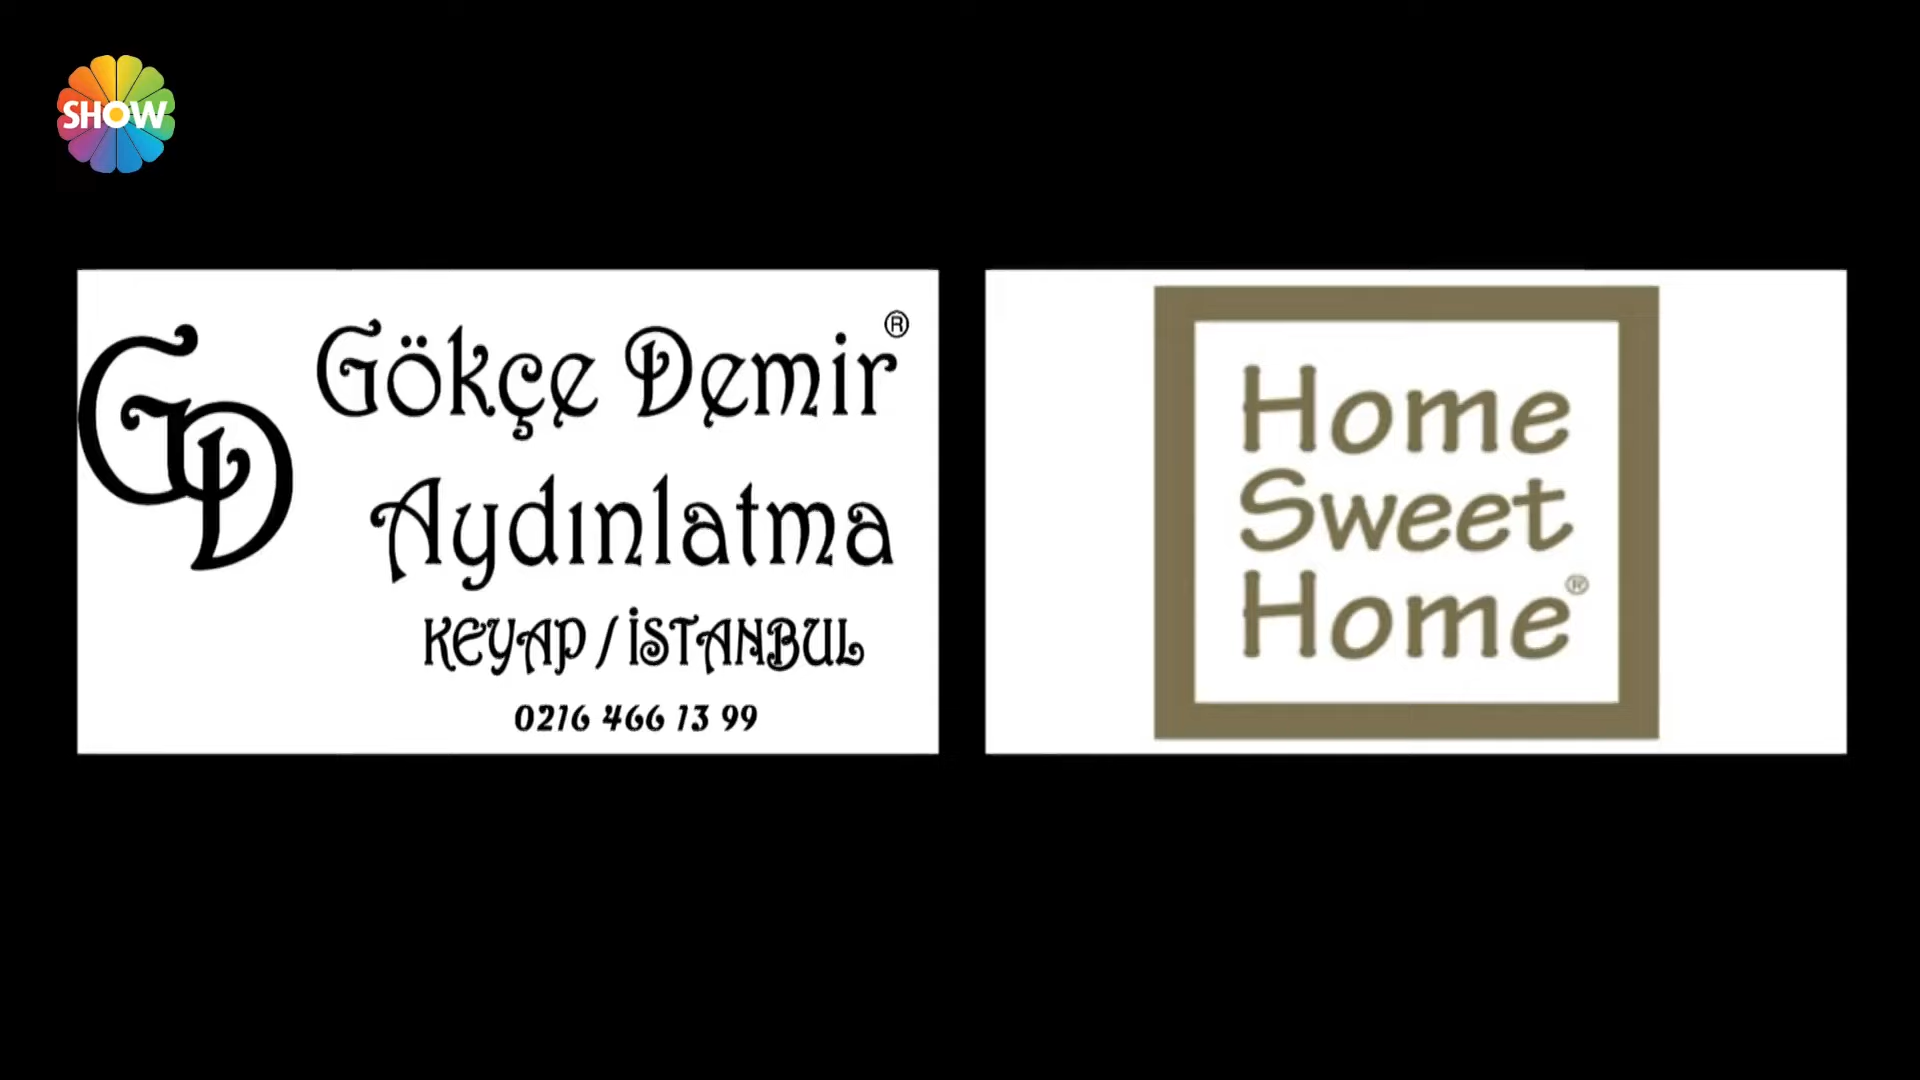 SHOW
GD
Gökçe Demir®
Aydınlatma
KEYAP / İSTANBUL
0216 466 13 99
Home
Sweet
Home®